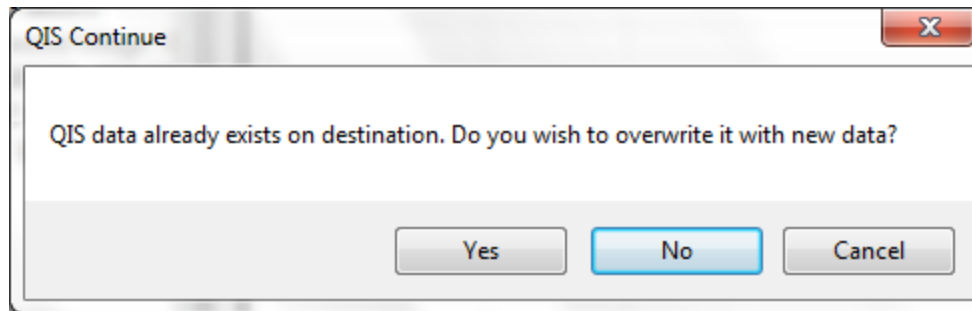 QIS Continue
QIS data already exists on destination. Do you wish to overwrite it with new data?
Yes No Cancel